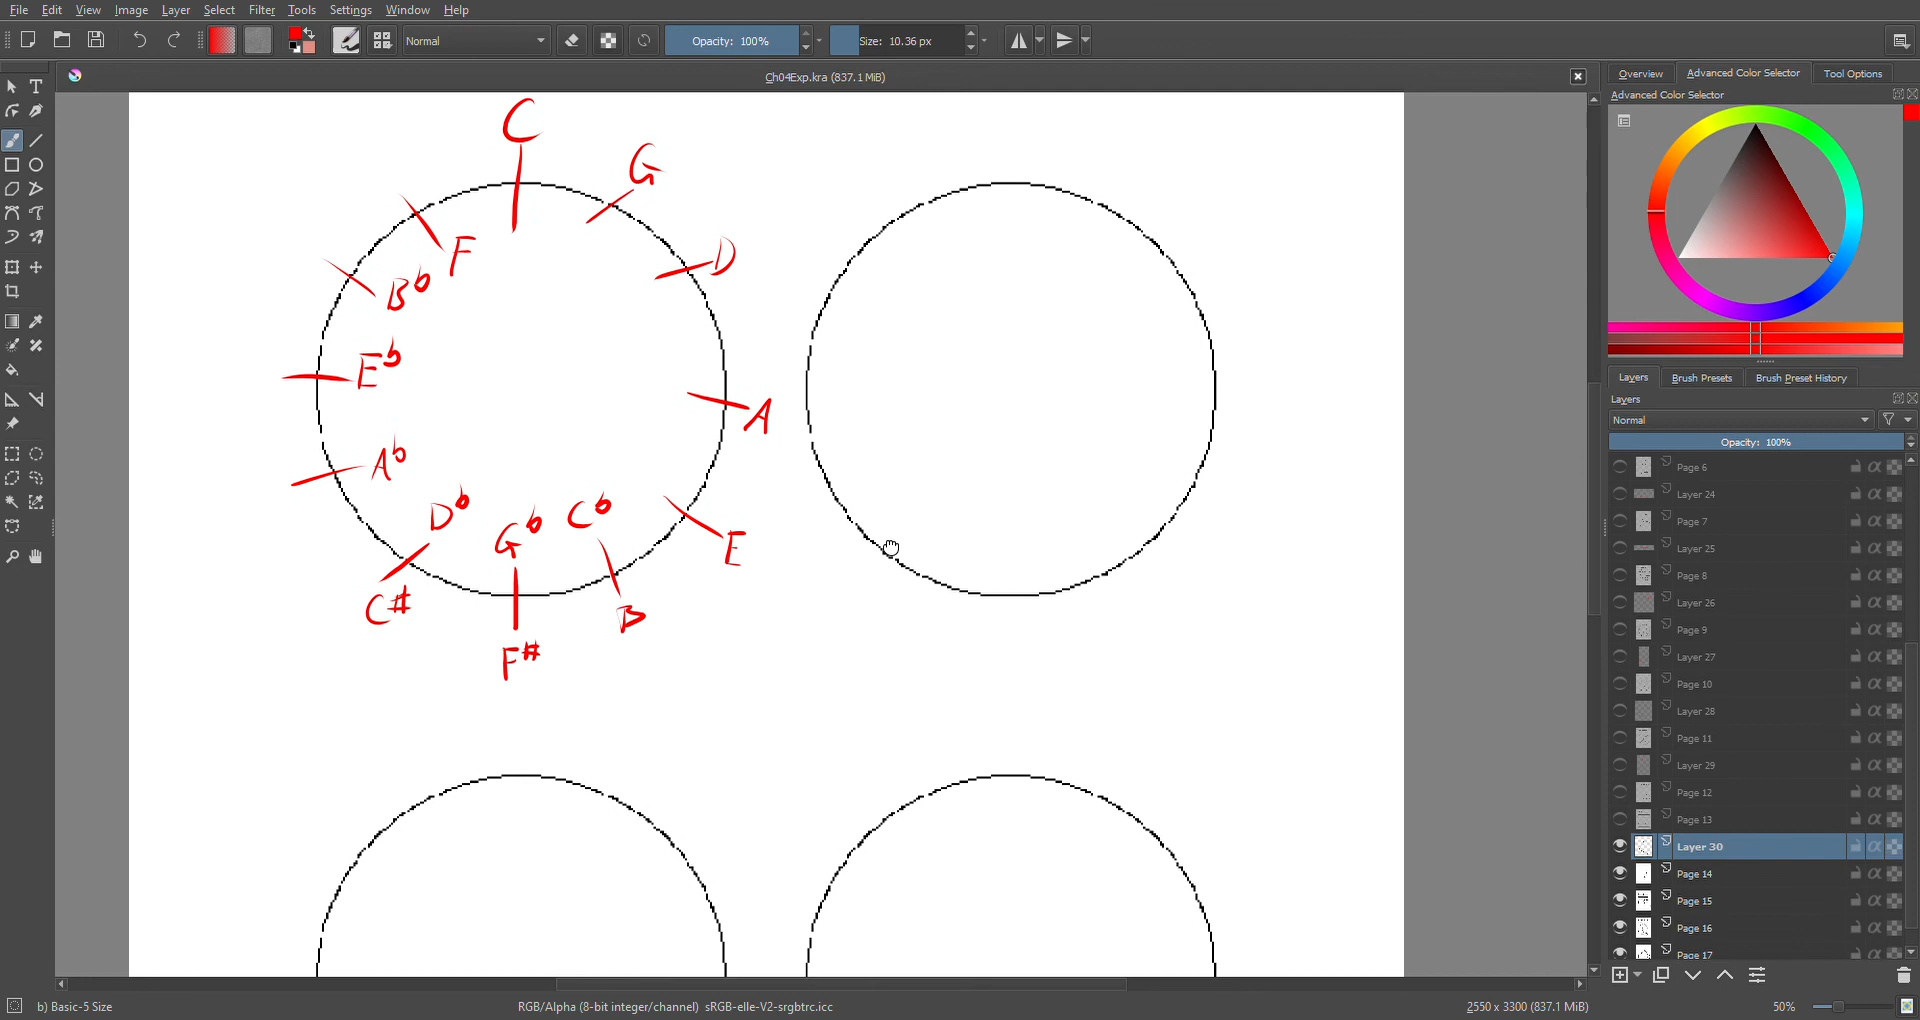 File Edit View Image Layer Select Filter Tools Settings Window Help
Normal
Opacity: 100%
Size: 10.36 px
Ch04Exp.kra (837.1 MiB)
Overview
Advanced Color Selector
Tool Options
Advanced Color Selector
C
G
D
A
E
B
C♭
F#
G♭
C#
D♭
A♭
E♭
B♭
F
Layers
Brush Presets
Brush Preset History
Layers
Normal
Opacity: 100%
Page 6
Layer 24
Page 7
Layer 25
Page 8
Layer 26
Page 9
Layer 27
Page 10
Layer 28
Page 11
Layer 29
Page 12
Page 13
Layer 30
Page 14
Page 15
Page 16
Page 17
b) Basic-5 Size
RGB/Alpha (8-bit integer/channel) sRGB-elle-V2-srgbtrc.icc
2550 x 3300 (837.1 MiB)
50%